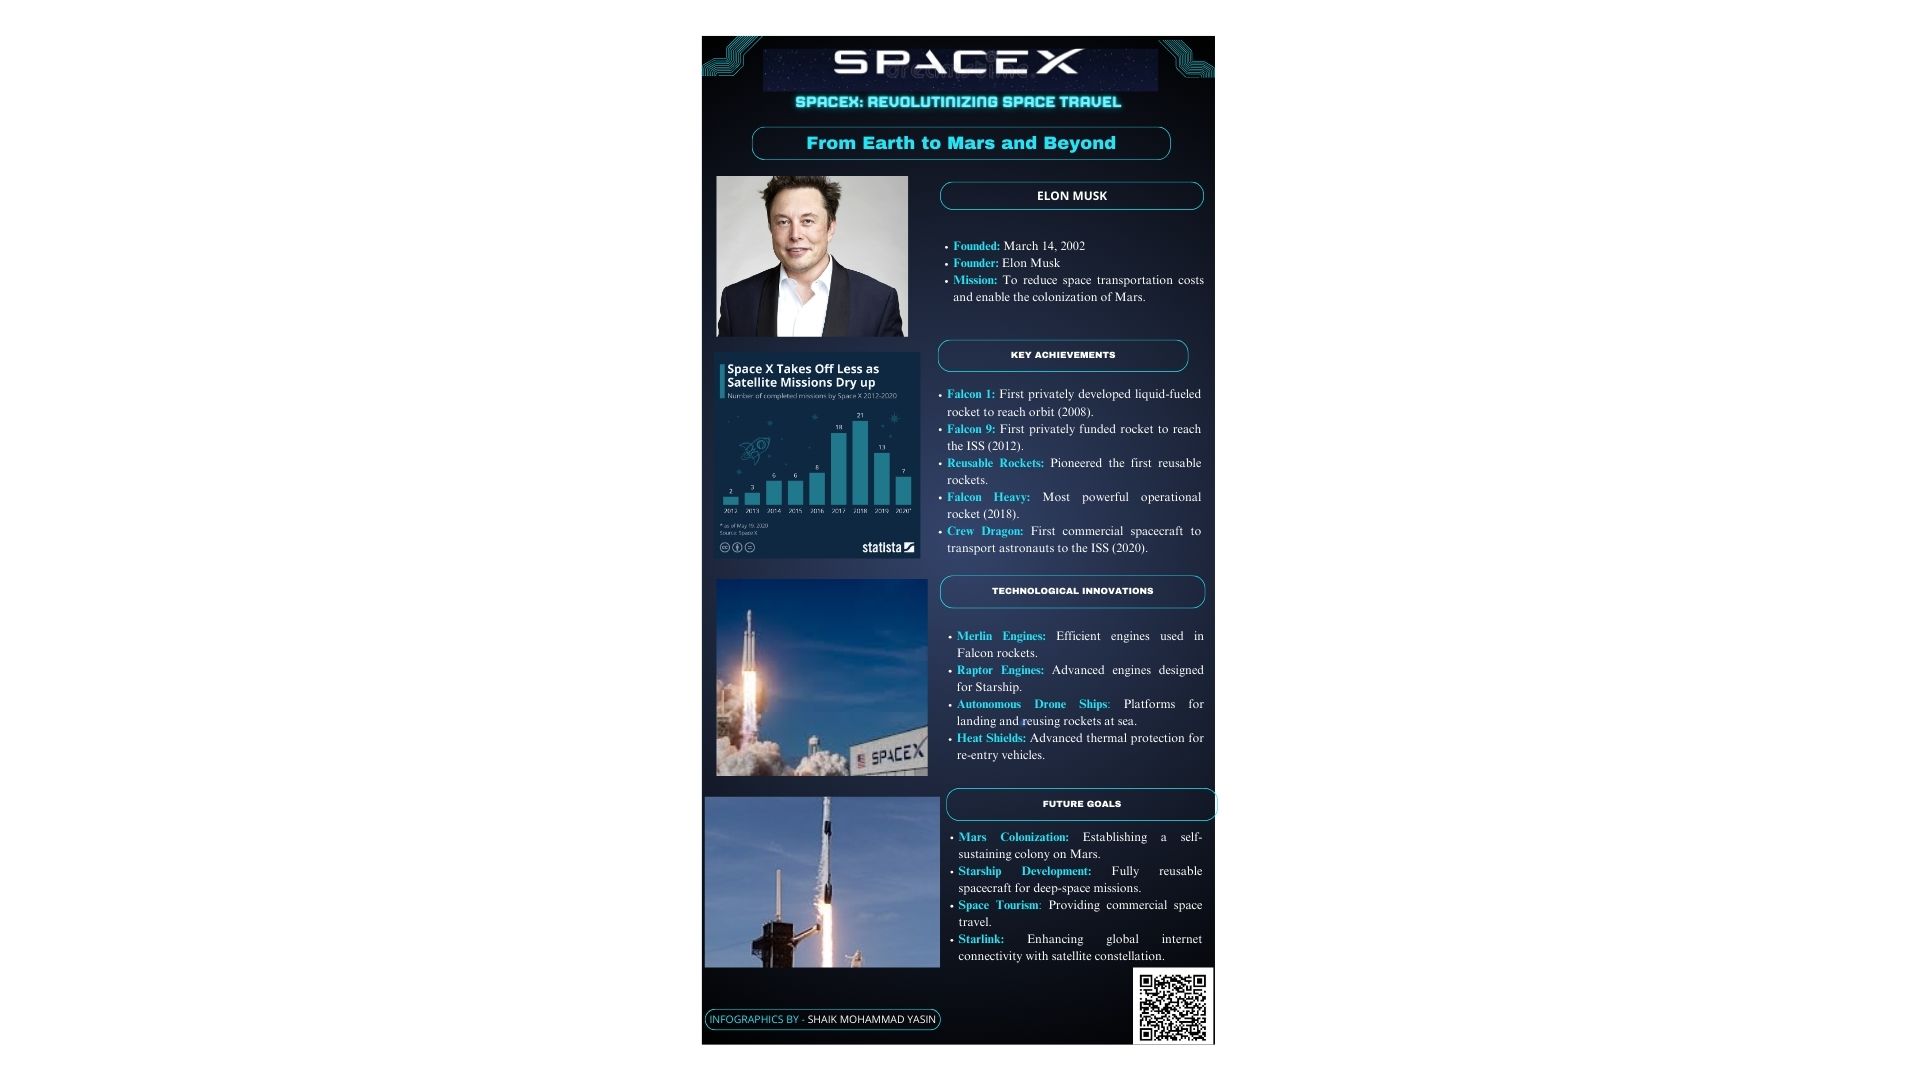 SPACEX
SPACEX: REVOLUTINIZING SPACE TRAVEL
From Earth to Mars and Beyond
ELON MUSK
• Founded: March 14, 2002
• Founder: Elon Musk
• Mission: To reduce space transportation costs
and enable the colonization of Mars.
Space X Takes Off Less as
Satellite Missions Dry up
Number of completed missions by Space X 2012-2020
2 3 6 6 8 18 21 13 7
2012 2013 2014 2015 2016 2017 2018 2019 2020*
* as of May 19, 2020
Source: Space X
statista
KEY ACHIEVEMENTS
• Falcon 1: First privately developed liquid-fueled
rocket to reach orbit (2008).
• Falcon 9: First privately funded rocket to reach
the ISS (2012).
• Reusable Rockets: Pioneered the first reusable
rockets.
• Falcon Heavy: Most powerful operational
rocket (2018).
• Crew Dragon: First commercial spacecraft to
transport astronauts to the ISS (2020).
SPACEX
TECHNOLOGICAL INNOVATIONS
• Merlin Engines: Efficient engines used in
Falcon rockets.
• Raptor Engines: Advanced engines designed
for Starship.
• Autonomous Drone Ships: Platforms for
landing and reusing rockets at sea.
• Heat Shields: Advanced thermal protection for
re-entry vehicles.
FUTURE GOALS
• Mars Colonization: Establishing a self-
sustaining colony on Mars.
• Starship Development: Fully reusable
spacecraft for deep-space missions.
• Space Tourism: Providing commercial space
travel.
• Starlink: Enhancing global internet
connectivity with satellite constellation.
INFOGRAPHICS BY - SHAIK MOHAMMAD YASIN